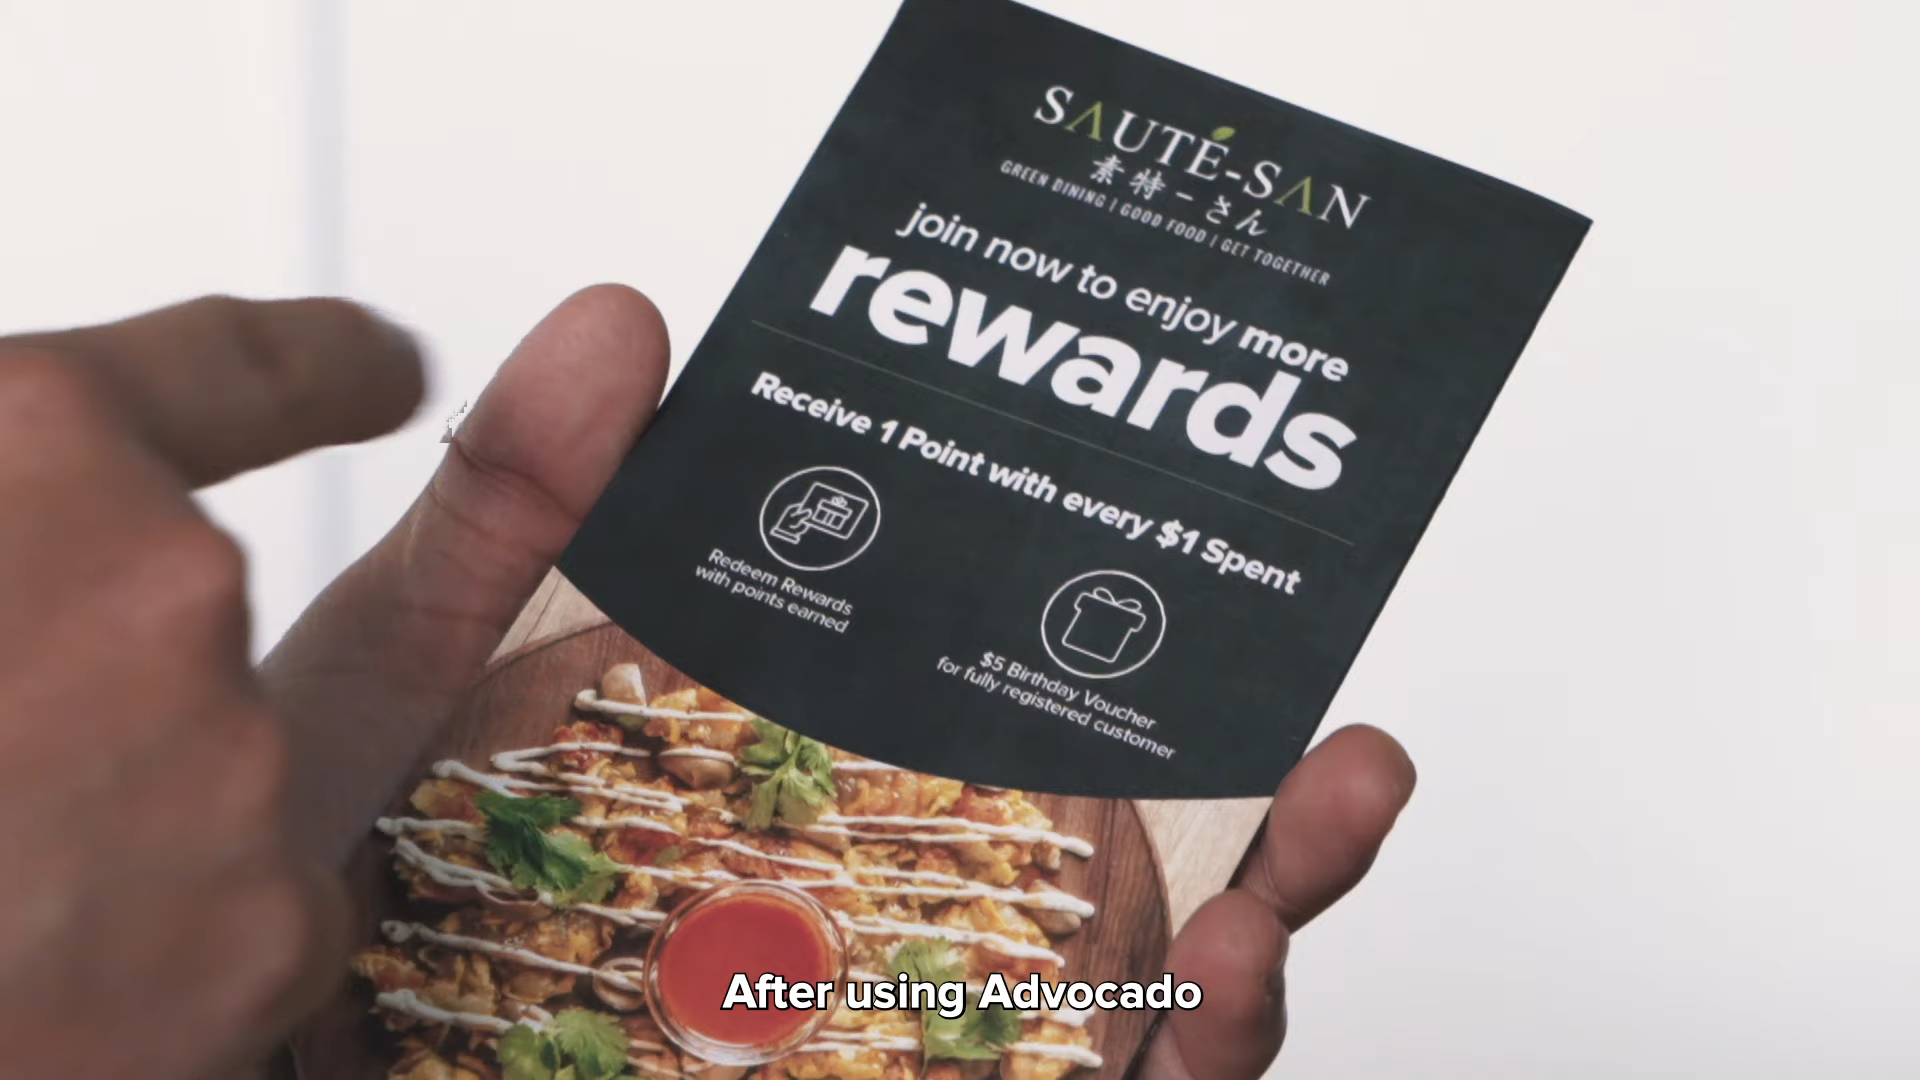 SAUTÉ-SAN
素特一さん
GREEN DINING | GOOD FOOD | GET TOGETHER
join now to enjoy more
rewards
Receive 1 Point with every $1 Spent
Redeem Rewards
with points earned
$5 Birthday Voucher
for fully registered customer
After using Advocado